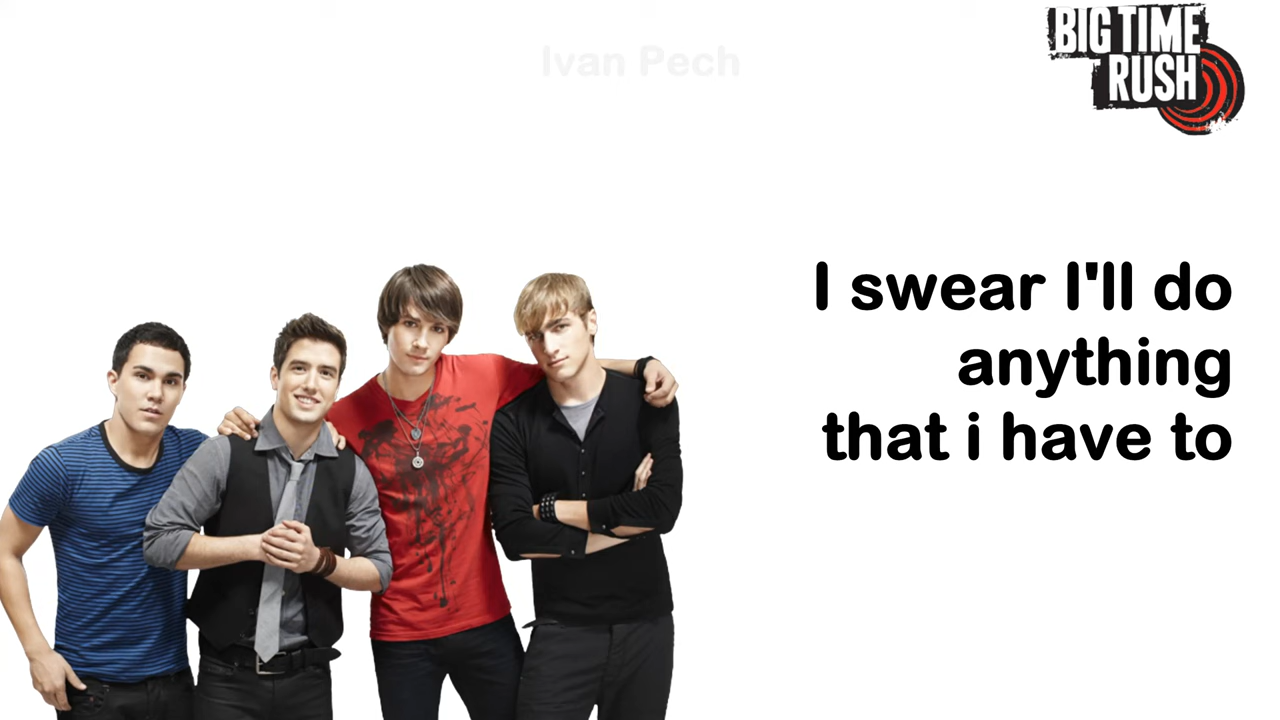 Ivan Pech
BIG TIME
RUSH
I swear I'll do
anything
that i have to